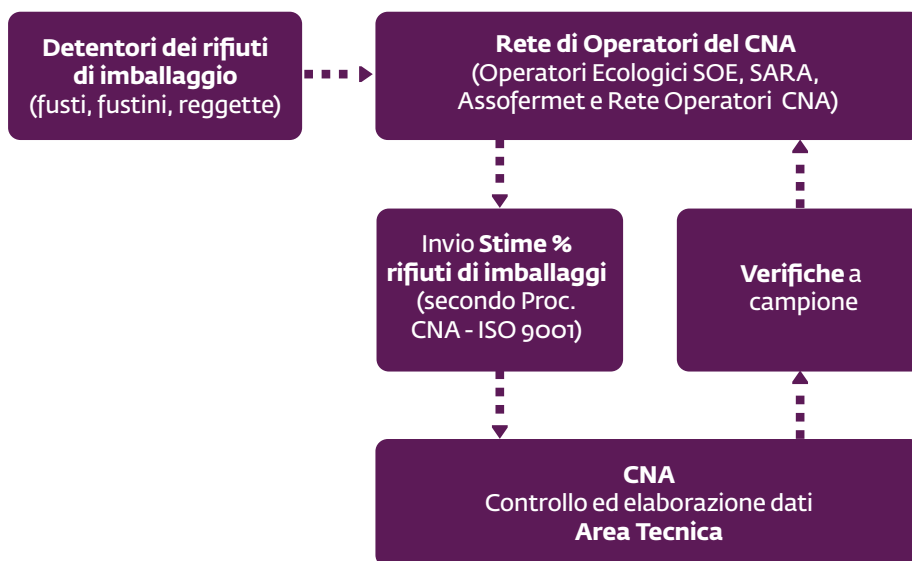 Detentori dei rifiuti
di imballaggio
(fusti, fustini, reggette)
Rete di Operatori del CNA
(Operatori Ecologici SOE, SARA,
Assofermet e Rete Operatori CNA)
Invio Stime %
rifiuti di imballaggi
(secondo Proc.
CNA - ISO 9001)
Verifiche a
campione
CNA
Controllo ed elaborazione dati
Area Tecnica